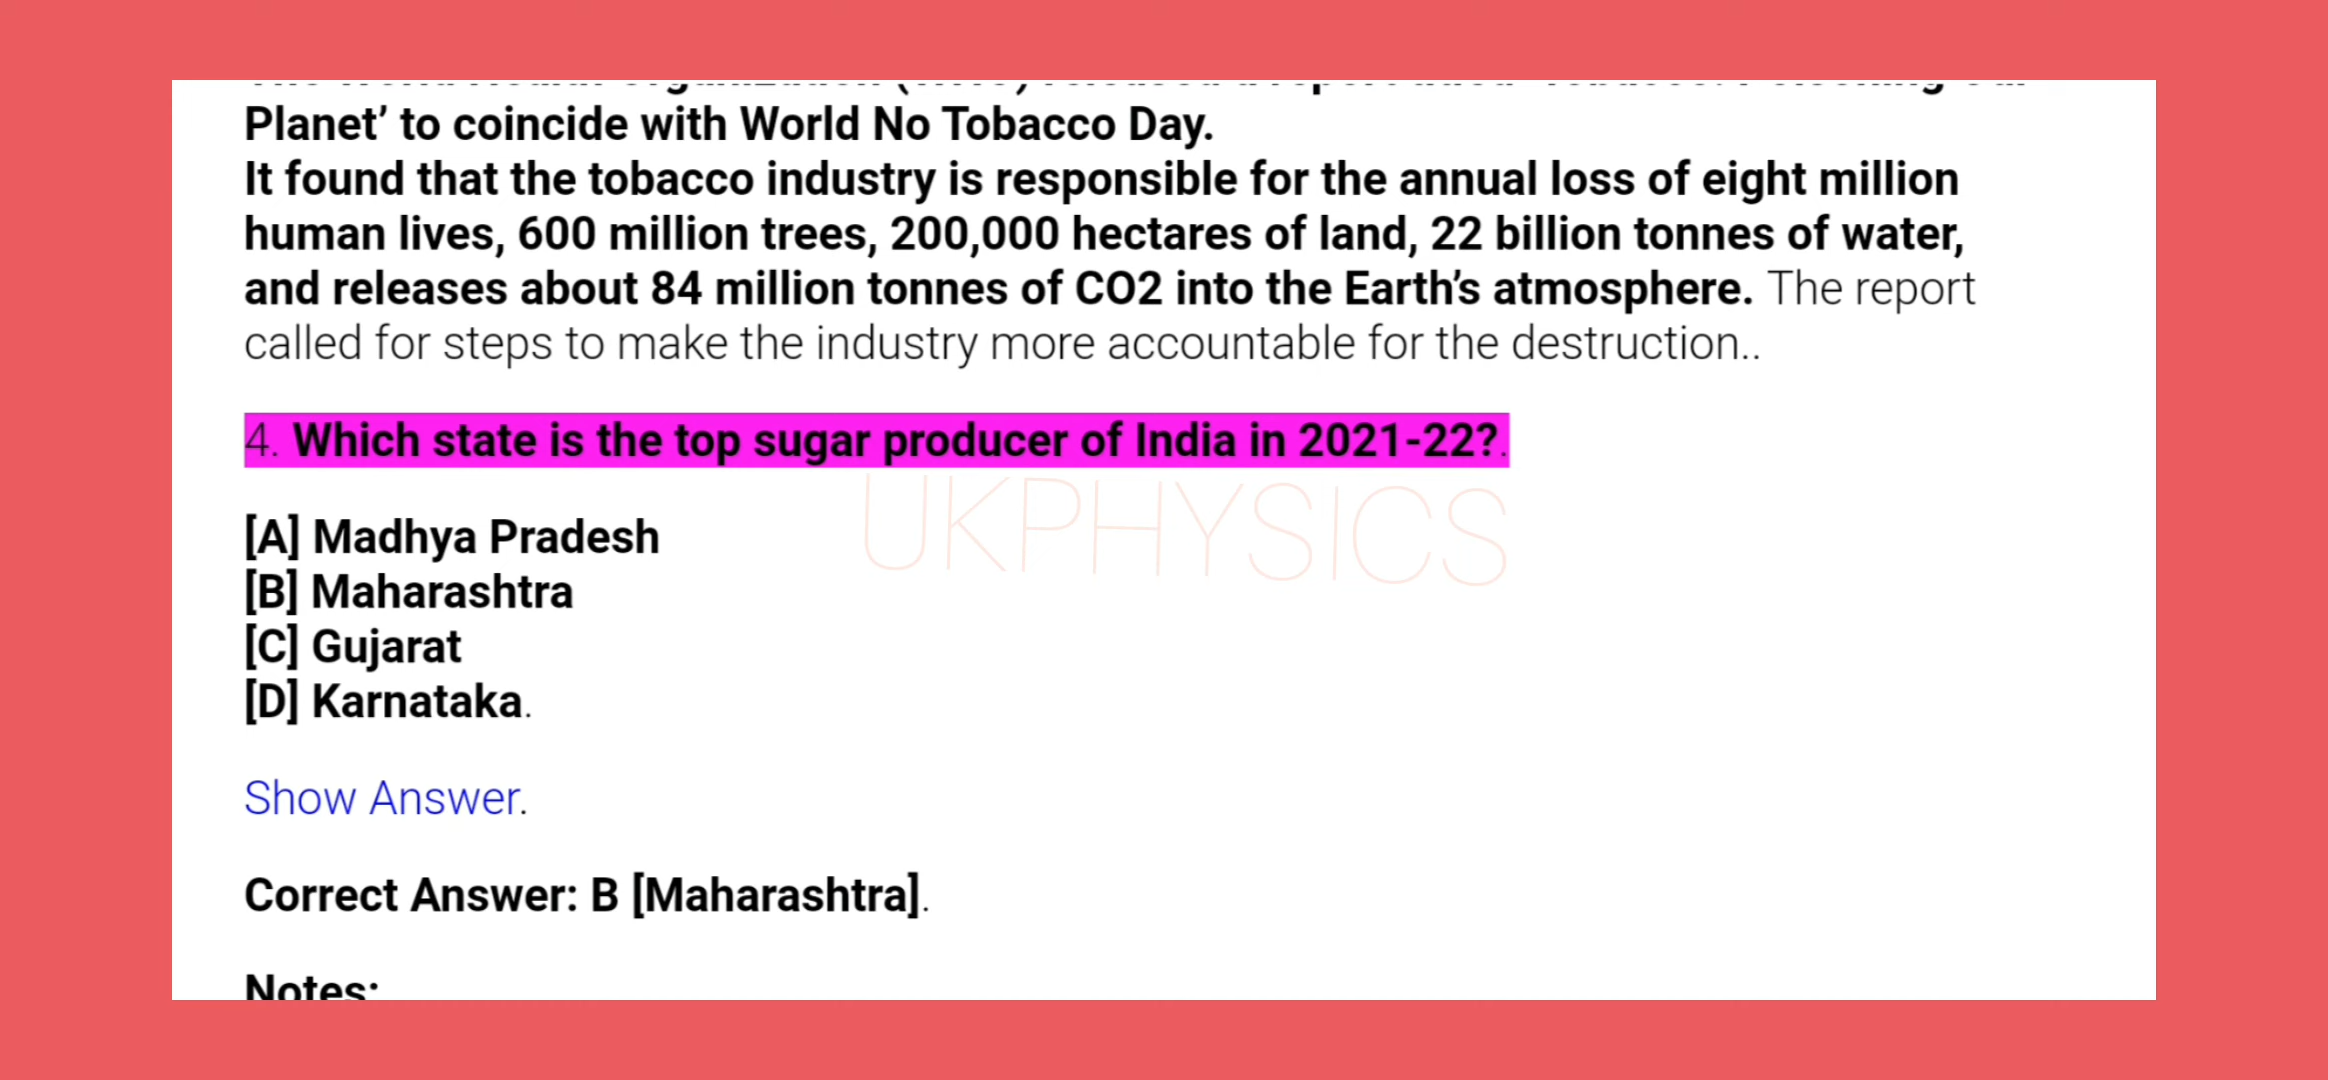 Planet’ to coincide with World No Tobacco Day.
It found that the tobacco industry is responsible for the annual loss of eight million
human lives, 600 million trees, 200,000 hectares of land, 22 billion tonnes of water,
and releases about 84 million tonnes of CO2 into the Earth’s atmosphere. The report
called for steps to make the industry more accountable for the destruction..
4. Which state is the top sugar producer of India in 2021-22?.
UKPHYSICS
[A] Madhya Pradesh
[B] Maharashtra
[C] Gujarat
[D] Karnataka.
Show Answer.
Correct Answer: B [Maharashtra].
Notes: